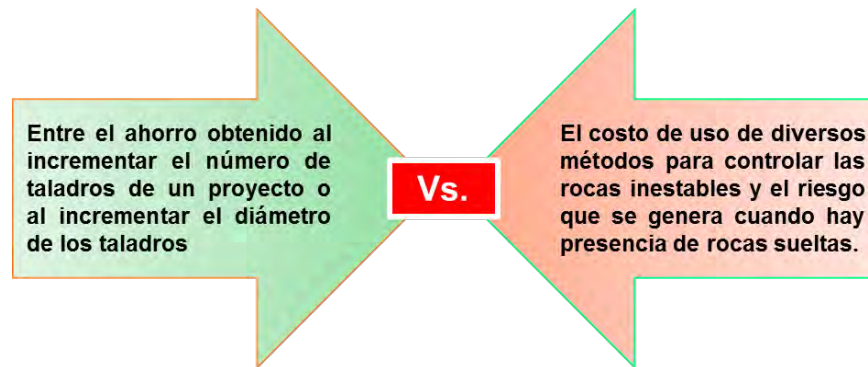 Entre el ahorro obtenido al
incrementar el número de
taladros de un proyecto o
al incrementar el diámetro
de los taladros
Vs.
El costo de uso de diversos
métodos para controlar las
rocas inestables y el riesgo
que se genera cuando hay
presencia de rocas sueltas.